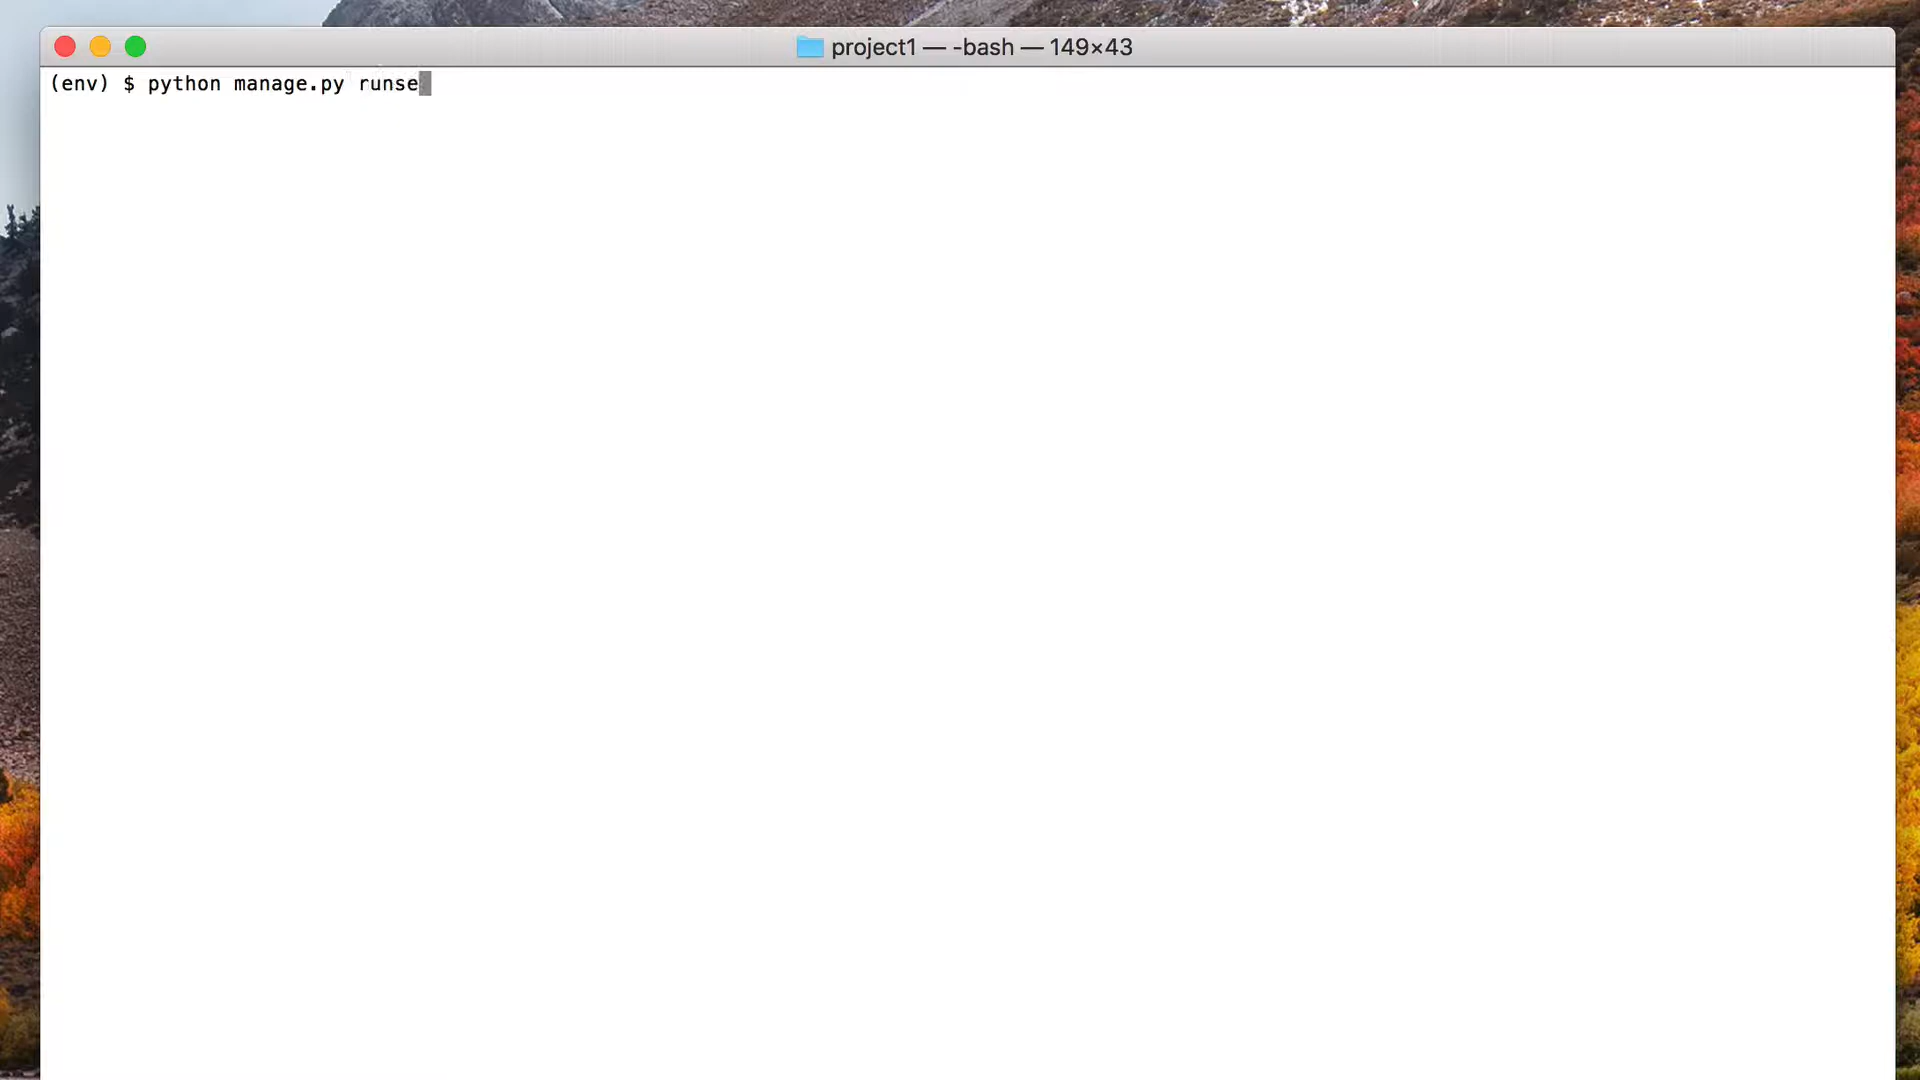 project1 — -bash — 149×43
(env) $ python manage.py runse